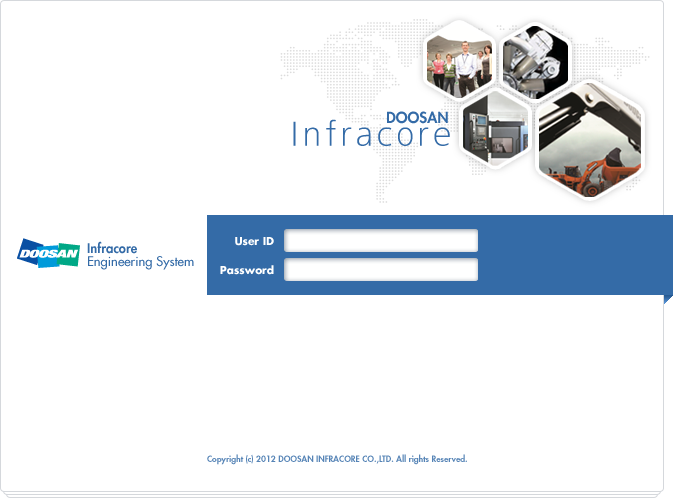 DOOSAN
Infracore
DOOSAN
Infracore
Engineering System
User ID
Password
Copyright (c) 2012 DOOSAN INFRACORE CO.,LTD. All rights Reserved.